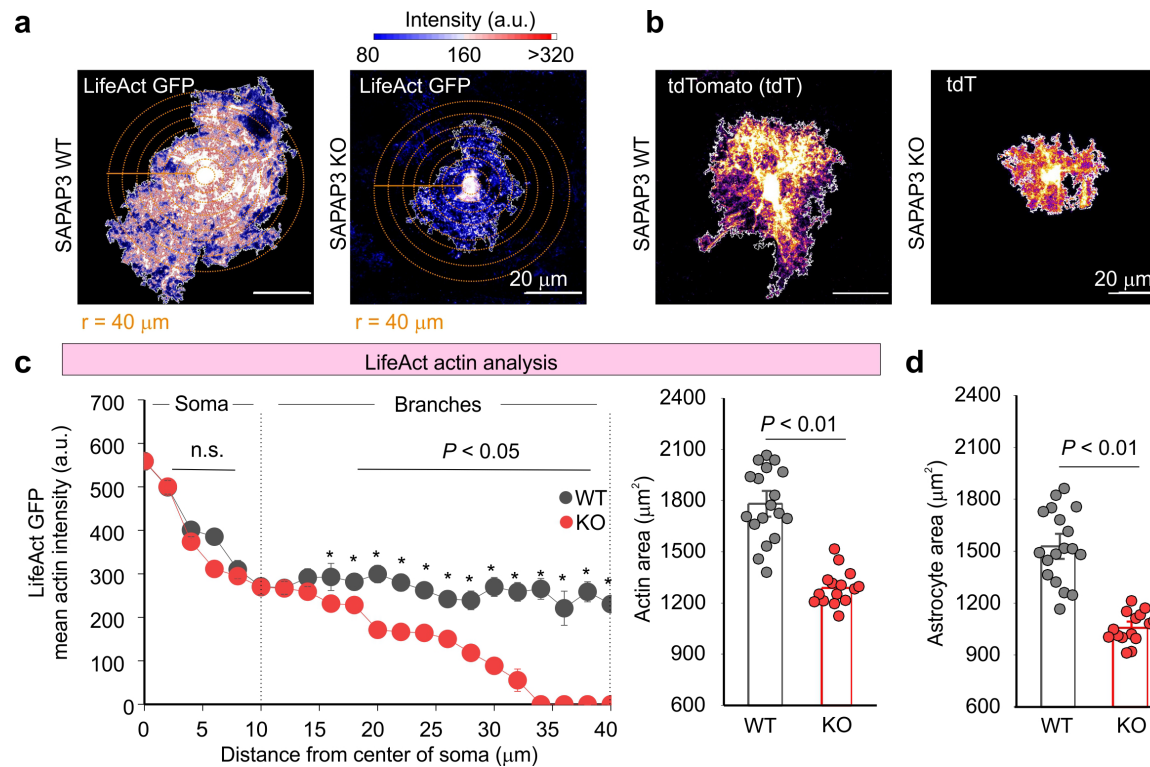 a
Intensity (a.u.)
80 160 >320
LifeAct GFP
SAPAP3 WT
r = 40 μm
LifeAct GFP
SAPAP3 KO
20 μm
r = 40 μm
b
tdTomato (tdT)
SAPAP3 WT
tdT
SAPAP3 KO
20 μm
LifeAct actin analysis
c
LifeAct GFP
mean actin intensity (a.u.)
700
600
500
400
300
200
100
0
Soma
Branches
n.s.
P < 0.05
WT
KO
* * * * * * * * * * * * *
0 5 10 15 20 25 30 35 40
Distance from center of soma (μm)
Actin area (μm²)
2400
2100
1800
1500
1200
900
600
P < 0.01
WT KO
d
Astrocyte area (μm²)
2400
2100
1800
1500
1200
900
600
P < 0.01
WT KO